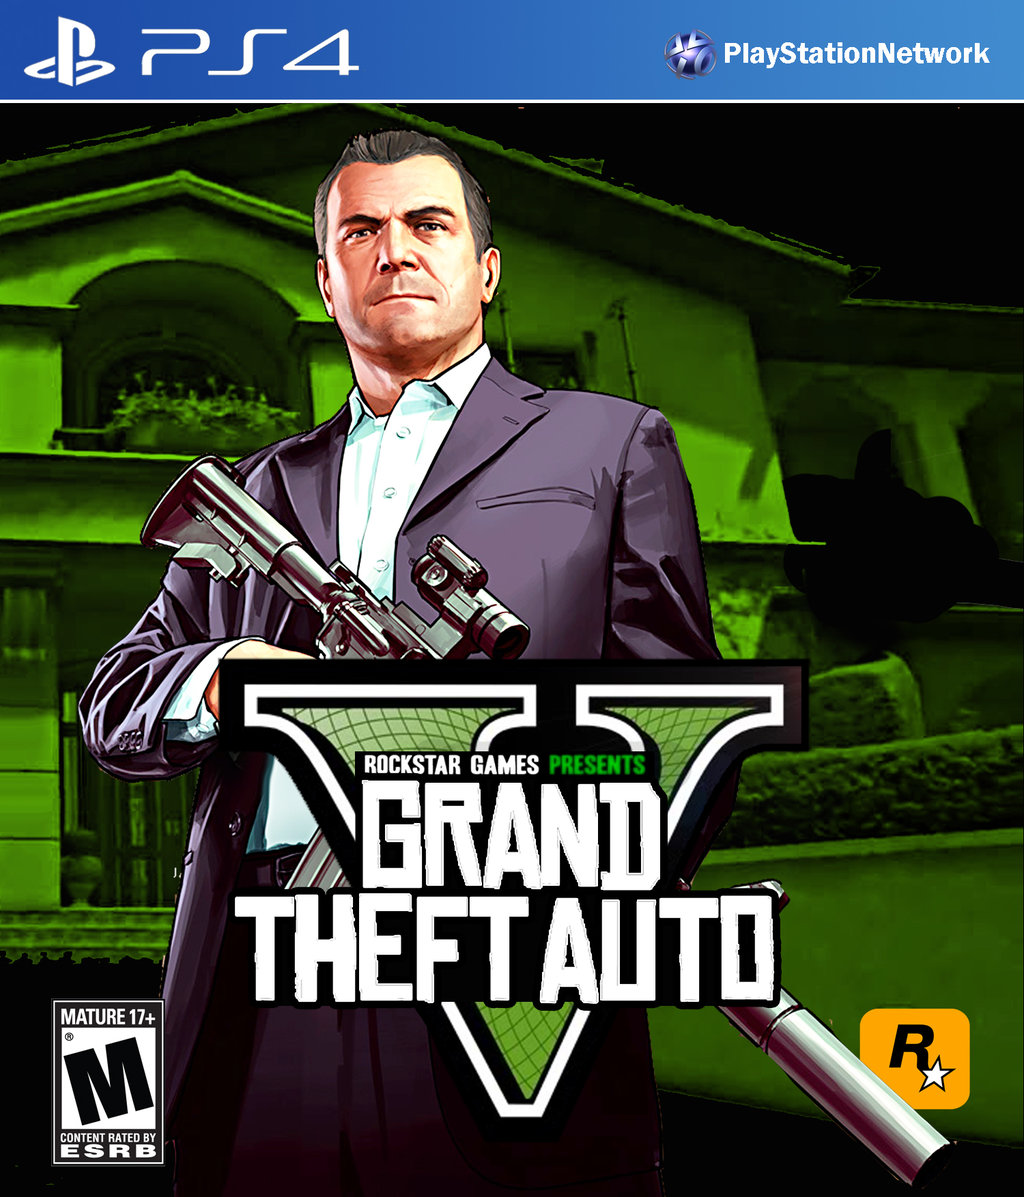 PS4 PlayStationNetwork
ROCKSTAR GAMES PRESENTS
GRAND
THEFT AUTO
V
MATURE 17+
M
®
CONTENT RATED BY
ESRB
R